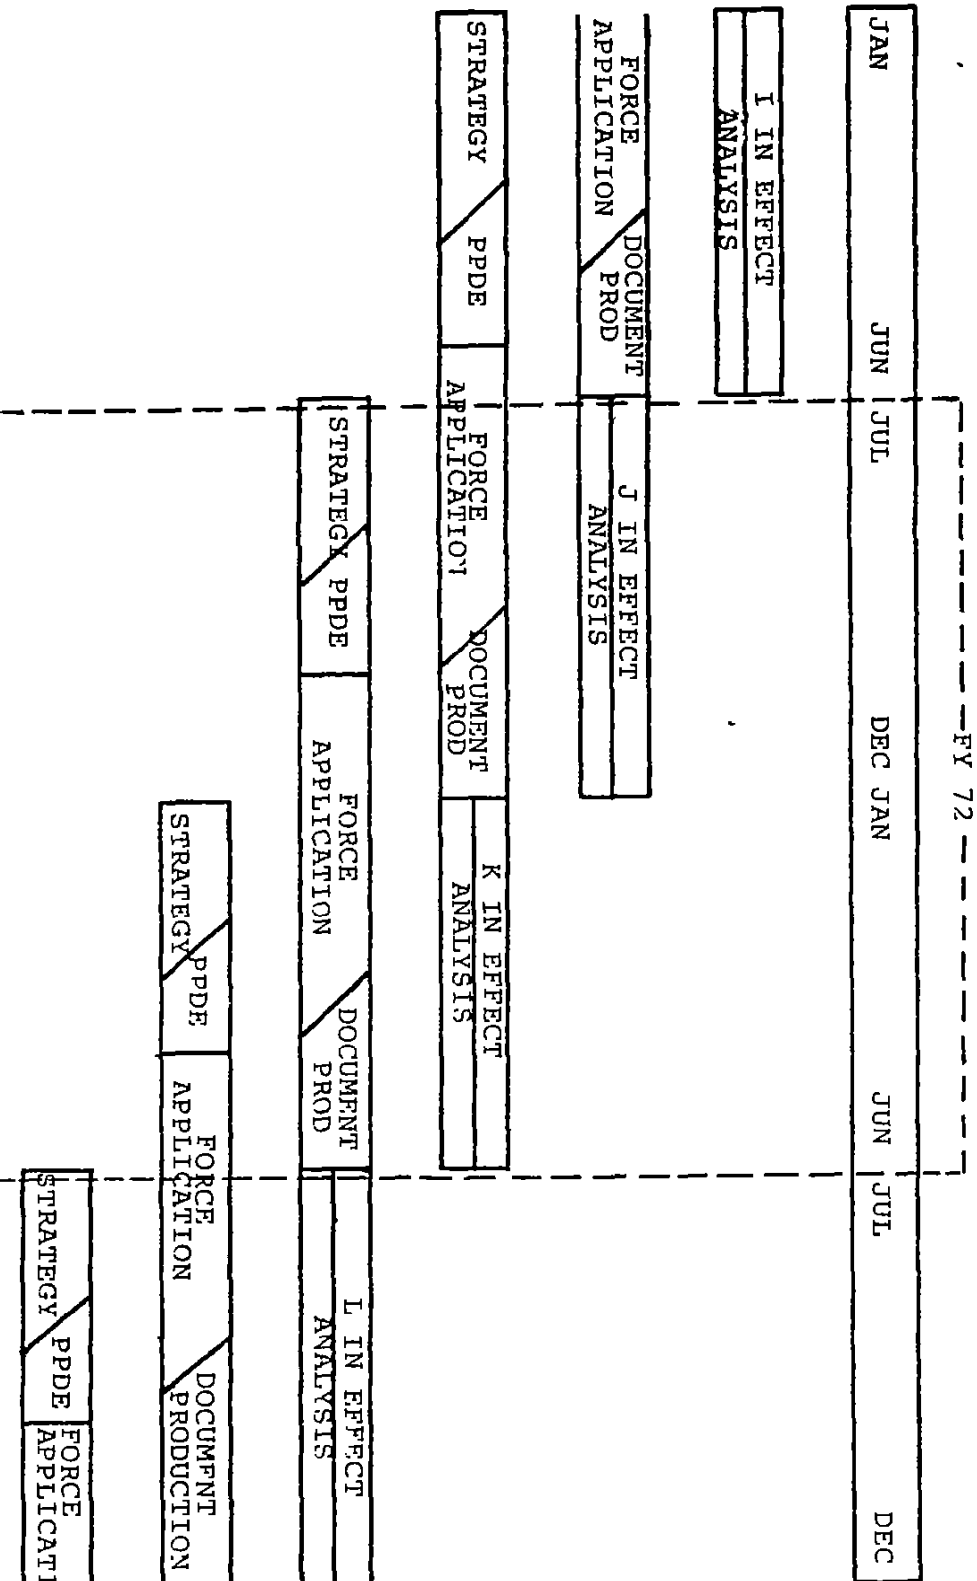 FY 72
JAN JUN JUL DEC JAN JUN JUL DEC
I IN EFFECT
ANALYSIS
FORCE
APPLICATION
DOCUMENT
PROD
J IN EFFECT
ANALYSIS
STRATEGY PPDE
FORCE
APPLICATION
DOCUMENT
PROD
K IN EFFECT
ANALYSIS
STRATEGY PPDE
FORCE
APPLICATION
DOCUMENT
PROD
L IN EFFECT
ANALYSIS
STRATEGY PPDE
FORCE
APPLICATION
DOCUMENT
PRODUCTION
STRATEGY PPDE
FORCE
APPLICATI